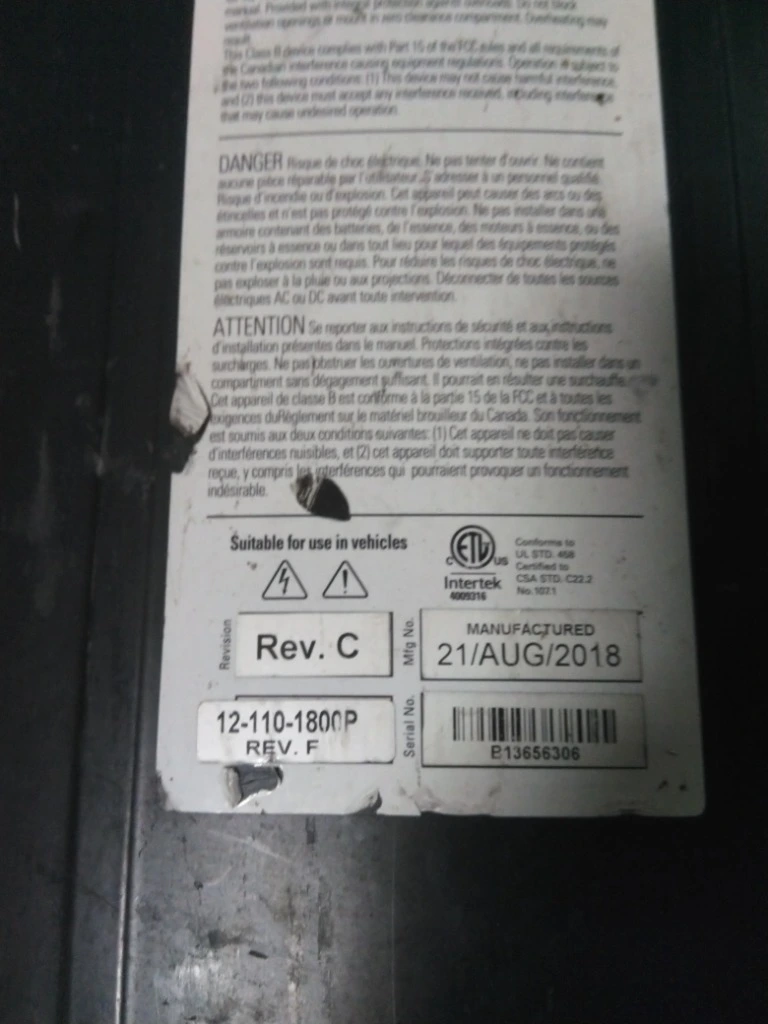 manual. Provided with integral protection against overloads. Do not block
ventilation openings or mount in zero clearance compartment. Overheating may
result.
This Class B device complies with Part 15 of the FCC rules and all requirements of
the Canadian interference causing equipment regulations. Operation is subject to
the two following conditions: (1) This device may not cause harmful interference,
and (2) this device must accept any interference received, including interference
that may cause undesired operation.
DANGER Risque de choc électrique. Ne pas tenter d'ouvrir. Ne contient
aucune pièce réparable par l'utilisateur. S'adresser à un personnel qualifié.
Risque d'incendie ou d'explosion. Cet appareil peut causer des arcs ou des
étincelles et n'est pas protégé contre l'explosion. Ne pas installer dans une
armoire contenant des batteries, de l'essence, des moteurs à essence, ou des
réservoirs à essence ou dans tout lieu pour lequel des équipements protégés
contre l'explosion sont requis. Pour réduire les risques de choc électrique, ne
pas exploser à la pluie ou aux projections. Déconnecter de toutes les sources
électriques AC ou DC avant toute intervention.
ATTENTION Se reporter aux instructions de sécurité et aux instructions
d'installation présentes dans le manuel. Protections intégrées contre les
surcharges. Ne pas obstruer les ouvertures de ventilation, ne pas installer dans un
compartiment sans dégagement suffisant. Il pourrait en résulter une surchauffe.
Cet appareil de classe B est conforme à la partie 15 de la FCC et à toutes les
exigences duRèglement sur le matériel brouilleur du Canada. Son fonctionnement
est soumis aux deux conditions suivantes: (1) Cet appareil ne doit pas causer
d'interférences nuisibles, et (2) cet appareil doit supporter toute interférence
reçue, y compris les interférences qui pourraient provoquer un fonctionnement
indésirable.
Suitable for use in vehicles
c ETL us
Intertek
4009316
Conforms to
UL STD. 458
Certified to
CSA STD. C22.2
No. 107.1
Revision
Rev. C
Mfg No.
MANUFACTURED
21/AUG/2018
12-110-1800P
REV. F
Serial No.
B13656306